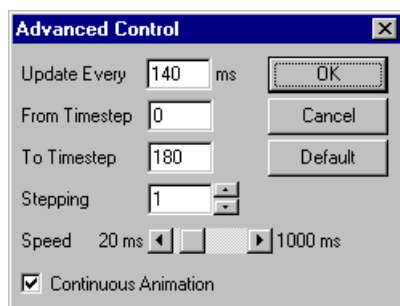 Advanced Control
Update Every 140 ms OK
From Timestep 0 Cancel
To Timestep 180 Default
Stepping 1
Speed 20 ms 1000 ms
Continuous Animation